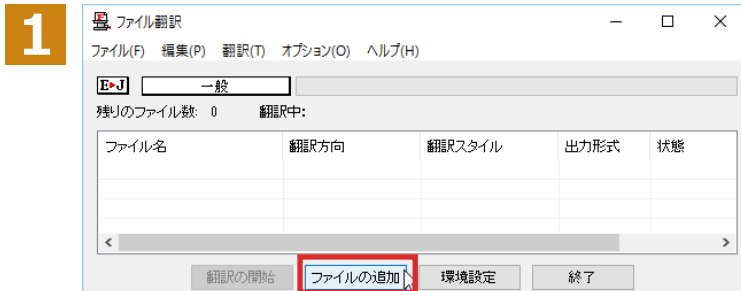 1
ファイル翻訳
ファイル(F) 編集(P) 翻訳(T) オプション(O) ヘルプ(H)
E▸J 一般
残りのファイル数: 0 翻訳中:
ファイル名 翻訳方向 翻訳スタイル 出力形式 状態
翻訳の開始 ファイルの追加 環境設定 終了